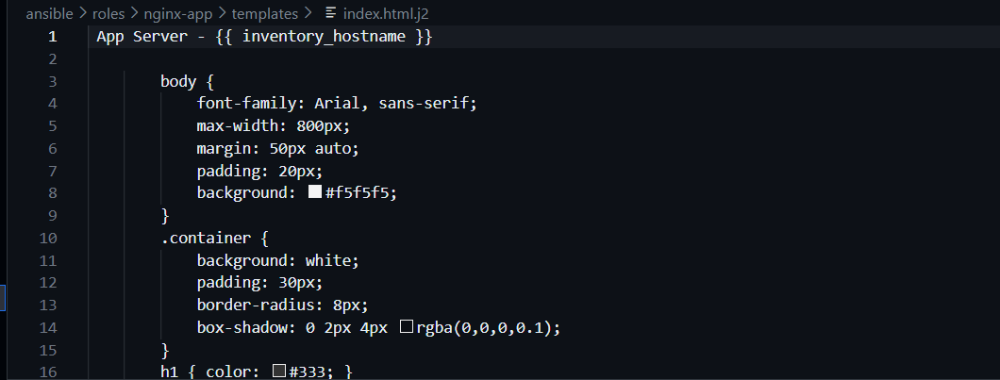 ansible > roles > nginx-app > templates > index.html.j2
1 App Server - {{ inventory_hostname }}
2
3 body {
4 font-family: Arial, sans-serif;
5 max-width: 800px;
6 margin: 50px auto;
7 padding: 20px;
8 background: #f5f5f5;
9 }
10 .container {
11 background: white;
12 padding: 30px;
13 border-radius: 8px;
14 box-shadow: 0 2px 4px rgba(0,0,0,0.1);
15 }
16 h1 { color: #333; }